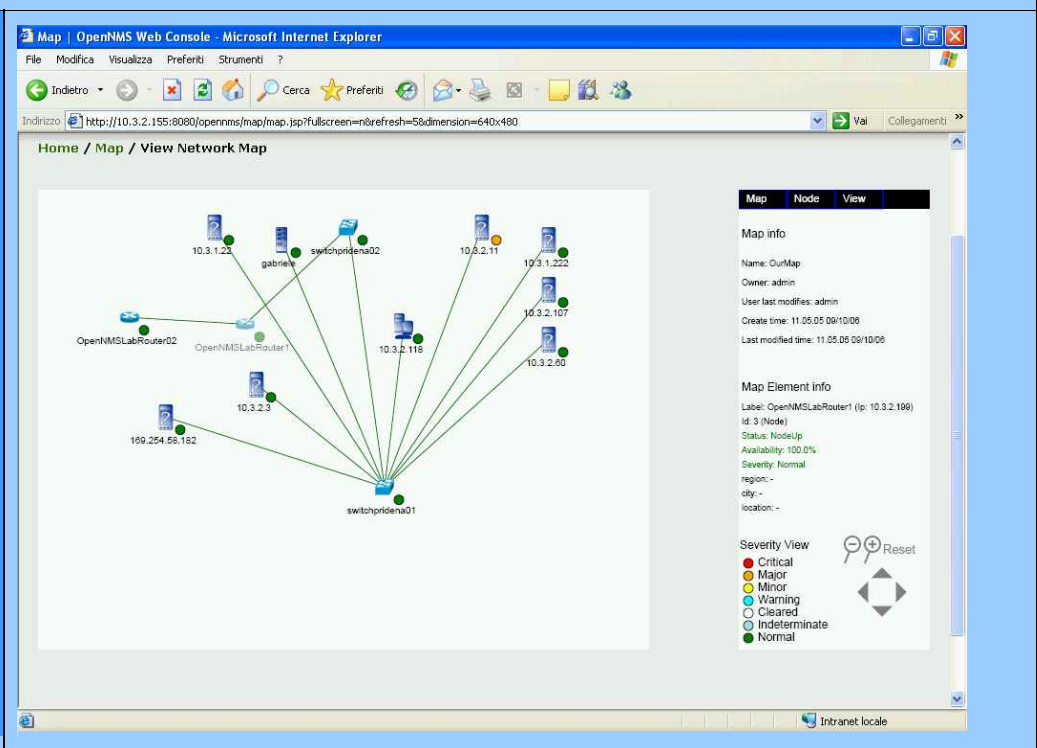 Map | OpenNMS Web Console - Microsoft Internet Explorer
File Modifica Visualizza Preferiti Strumenti ?
Indietro Cerca Preferiti
Indirizzo http://10.3.2.155:8080/opennms/map/map.jsp?fullscreen=n&refresh=5&dimension=640x480 Vai Collegamenti »
Home / Map / View Network Map
Map Node View
10.3.1.22
gabriele
switchpridena02
10.3.2.11
10.3.1.222
10.3.2.107
OpenNMSLabRouter02
OpenNMSLabRouter1
10.3.2.118
10.3.2.60
10.3.2.3
169.254.58.182
switchpridena01
Map info
Name: OurMap
Owner: admin
User last modifies: admin
Create time: 11.05.05 09/10/06
Last modified time: 11.05.05 09/10/06
Map Element info
Label: OpenNMSLabRouter1 (Ip: 10.3.2.199)
Id: 3 (Node)
Status: NodeUp
Availability: 100.0%
Severity: Normal
region: -
city: -
location: -
Severity View
Reset
Critical
Major
Minor
Warning
Cleared
Indeterminate
Normal
Intranet locale